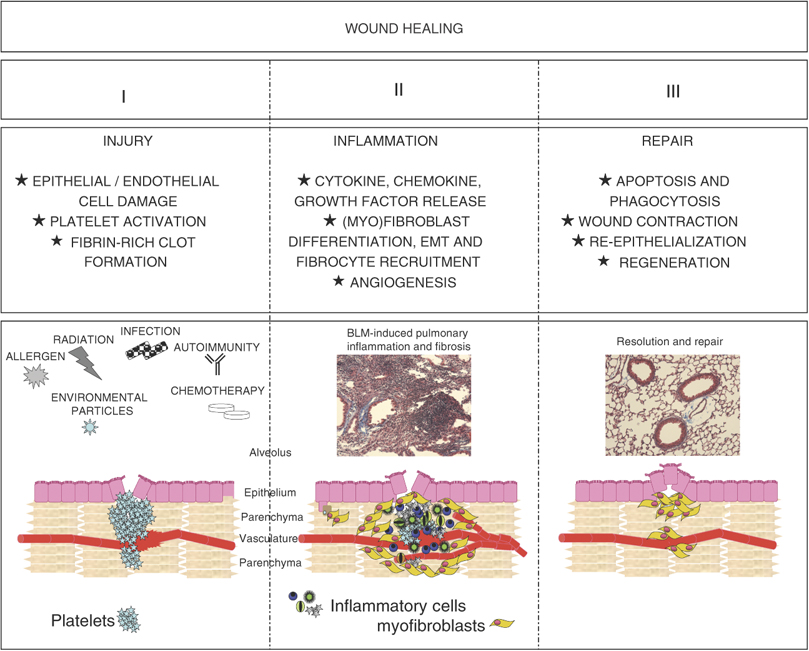 WOUND HEALING
I
II
III
INJURY
★ EPITHELIAL / ENDOTHELIAL
CELL DAMAGE
★ PLATELET ACTIVATION
★ FIBRIN-RICH CLOT
FORMATION
INFLAMMATION
★ CYTOKINE, CHEMOKINE,
GROWTH FACTOR RELEASE
★ (MYO)FIBROBLAST
DIFFERENTIATION, EMT AND
FIBROCYTE RECRUITMENT
★ ANGIOGENESIS
REPAIR
★ APOPTOSIS AND
PHAGOCYTOSIS
★ WOUND CONTRACTION
★ RE-EPITHELIALIZATION
★ REGENERATION
ALLERGEN
RADIATION
INFECTION
AUTOIMMUNITY
ENVIRONMENTAL
PARTICLES
CHEMOTHERAPY
BLM-induced pulmonary
inflammation and fibrosis
Resolution and repair
Alveolus
Epithelium
Parenchyma
Vasculature
Parenchyma
Platelets
Inflammatory cells
myofibroblasts